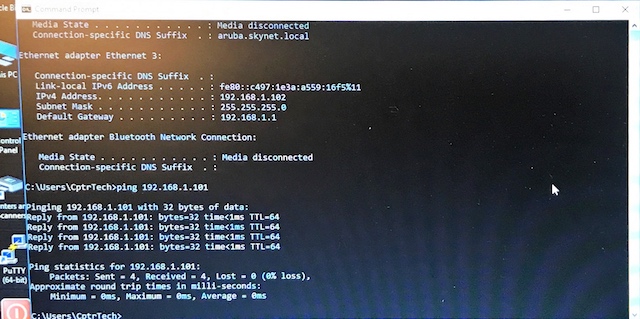 Command Prompt
Media State . . . . . . . . . . . : Media disconnected
Connection-specific DNS Suffix  . : aruba.skynet.local
Ethernet adapter Ethernet 3:
Connection-specific DNS Suffix  . :
Link-local IPv6 Address . . . . . : fe80::c497:1e3a:a559:16f5%11
IPv4 Address. . . . . . . . . . . : 192.168.1.102
Subnet Mask . . . . . . . . . . . : 255.255.255.0
Default Gateway . . . . . . . . . : 192.168.1.1
Ethernet adapter Bluetooth Network Connection:
Media State . . . . . . . . . . . : Media disconnected
Connection-specific DNS Suffix  . :
C:\Users\CptrTech>ping 192.168.1.101
Pinging 192.168.1.101 with 32 bytes of data:
Reply from 192.168.1.101: bytes=32 time<1ms TTL=64
Reply from 192.168.1.101: bytes=32 time<1ms TTL=64
Reply from 192.168.1.101: bytes=32 time<1ms TTL=64
Reply from 192.168.1.101: bytes=32 time<1ms TTL=64
Ping statistics for 192.168.1.101:
Packets: Sent = 4, Received = 4, Lost = 0 (0% loss),
Approximate round trip times in milli-seconds:
Minimum = 0ms, Maximum = 0ms, Average = 0ms
C:\Users\CptrTech>
his PC
ontrol
Panel
nters an
canners
PuTTY
(64-bit)